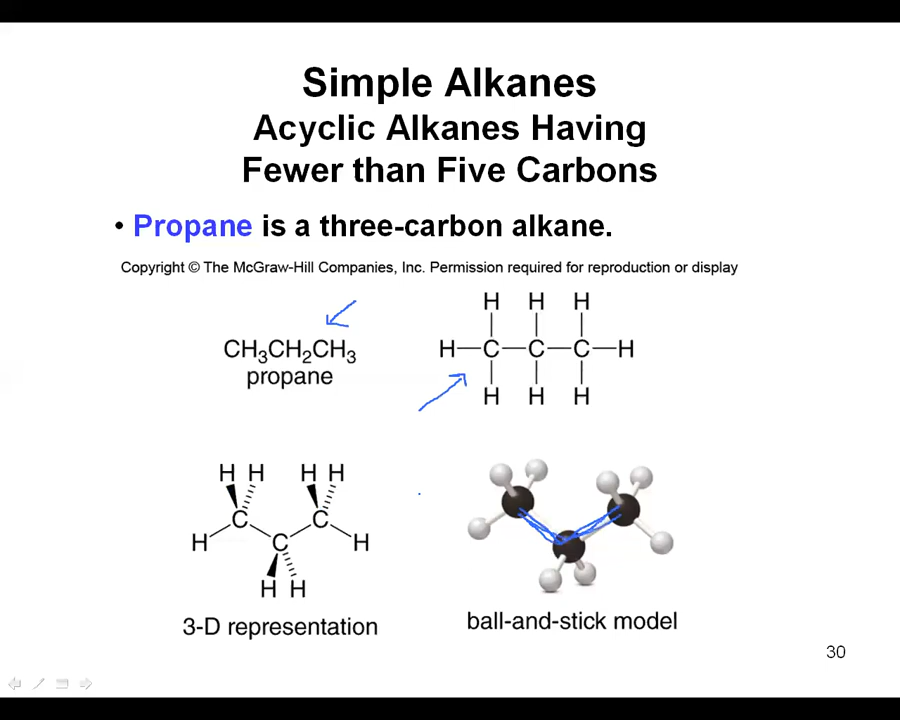 Simple Alkanes
Acyclic Alkanes Having
Fewer than Five Carbons
• Propane is a three-carbon alkane.
Copyright © The McGraw-Hill Companies, Inc. Permission required for reproduction or display
H H H
CH₃CH₂CH₃
H—C—C—C—H
propane
H H H
H H H H
C C
H C H
H H
3-D representation
ball-and-stick model
30